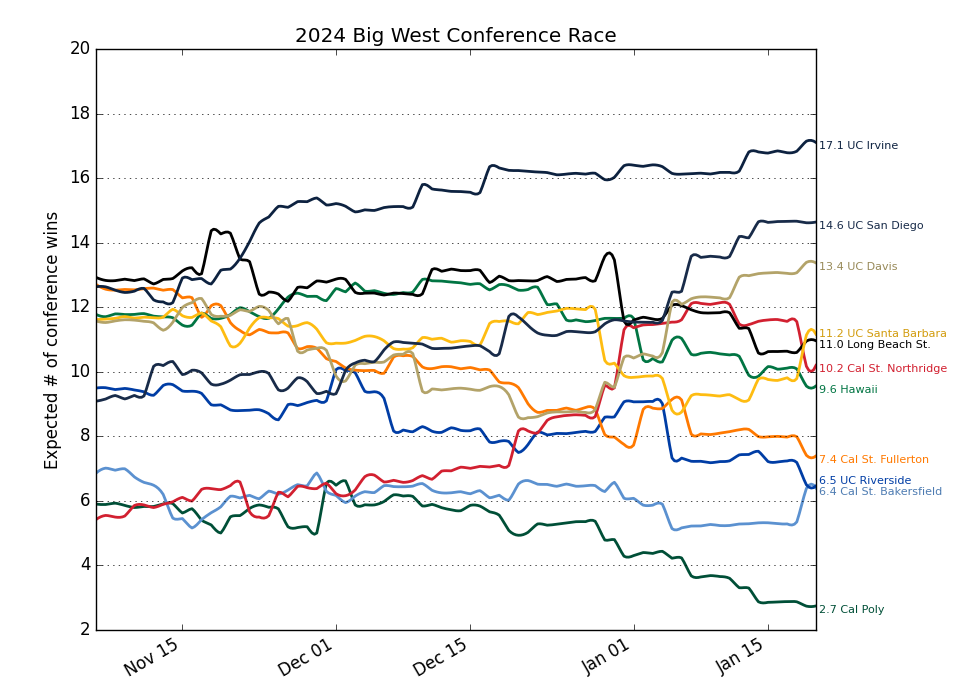 2024 Big West Conference Race
Expected # of conference wins
20
18
16
14
12
10
8
6
4
2
17.1 UC Irvine
14.6 UC San Diego
13.4 UC Davis
11.2 UC Santa Barbara
11.0 Long Beach St.
10.2 Cal St. Northridge
9.6 Hawaii
7.4 Cal St. Fullerton
6.5 UC Riverside
6.4 Cal St. Bakersfield
2.7 Cal Poly
Nov 15
Dec 01
Dec 15
Jan 01
Jan 15